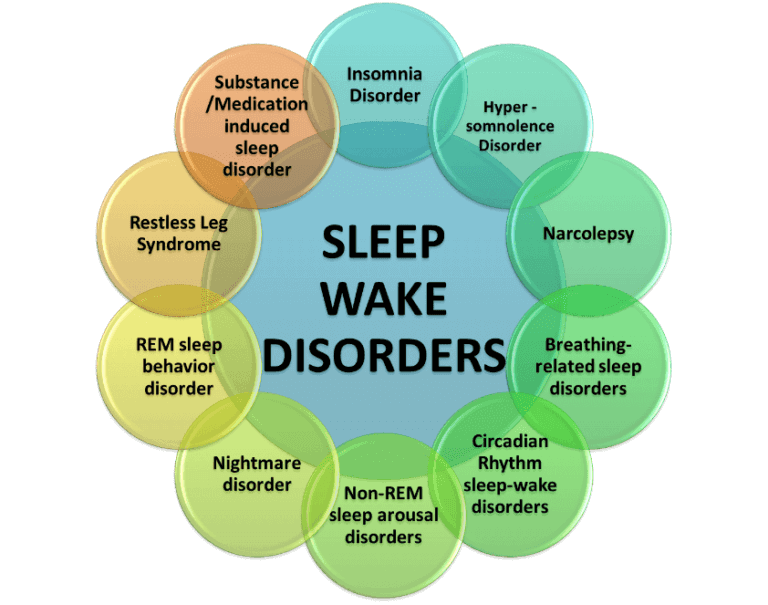 SLEEP
WAKE
DISORDERS
Insomnia
Disorder
Hyper -
somnolence
Disorder
Narcolepsy
Breathing-
related sleep
disorders
Circadian
Rhythm
sleep-wake
disorders
Non-REM
sleep arousal
disorders
Nightmare
disorder
REM sleep
behavior
disorder
Restless Leg
Syndrome
Substance
/Medication
induced
sleep
disorder